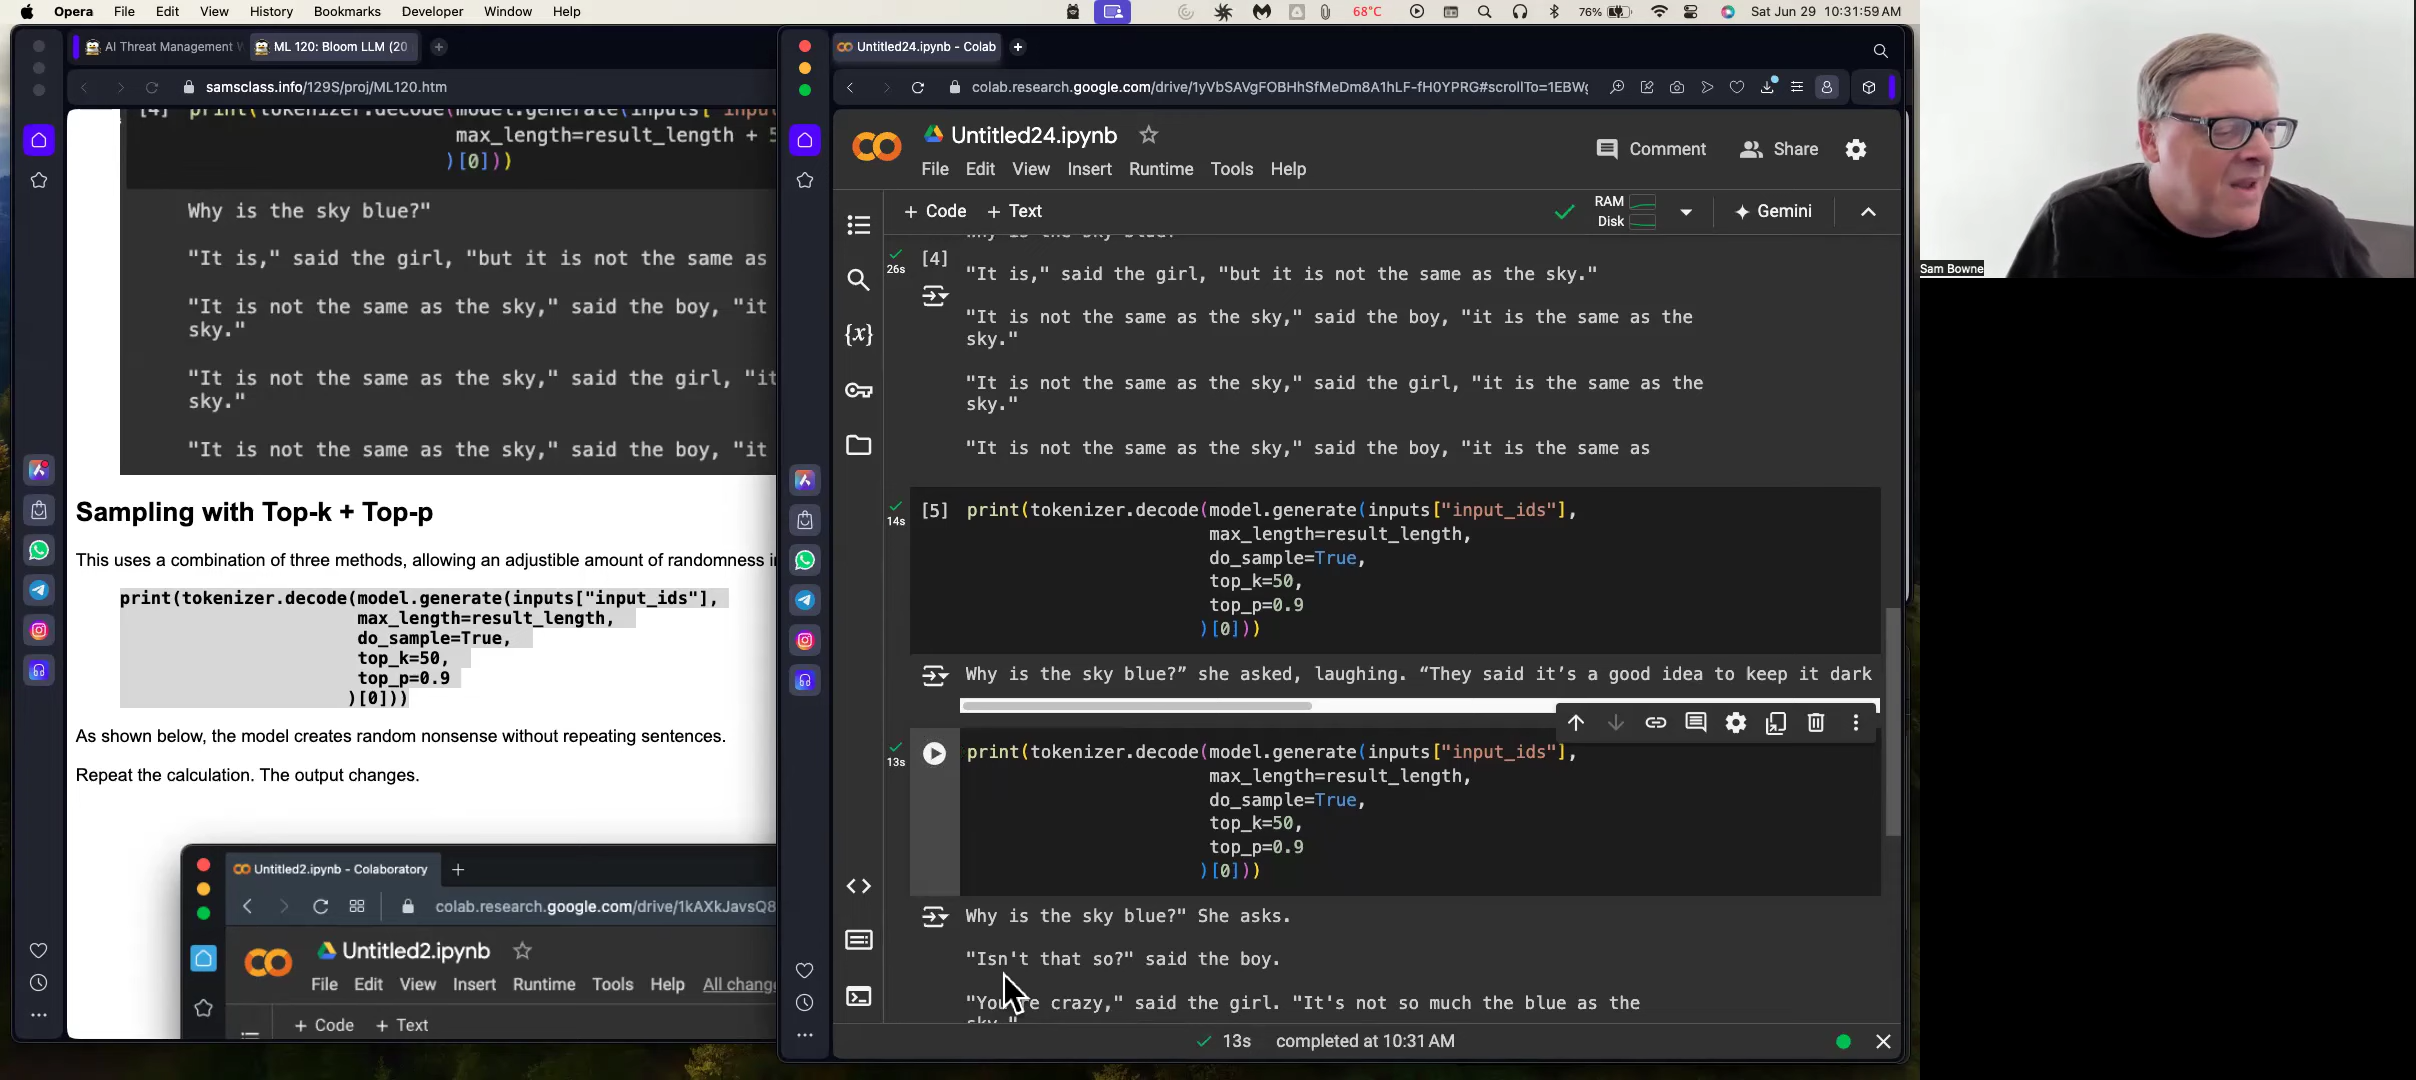 Opera File Edit View History Bookmarks Developer Window Help
68°C 76% Sat Jun 29 10:31:59 AM
AI Threat Management
ML 120: Bloom LLM (20
samsclass.info/129S/proj/ML120.htm
[4] print(tokenizer.decode(model.generate(inputs["inpu
max_length=result_length + 5
)[0]))
Why is the sky blue?"
"It is," said the girl, "but it is not the same as
"It is not the same as the sky," said the boy, "it
sky."
"It is not the same as the sky," said the girl, "it
sky."
"It is not the same as the sky," said the boy, "it
Sampling with Top-k + Top-p
This uses a combination of three methods, allowing an adjustible amount of randomness i
print(tokenizer.decode(model.generate(inputs["input_ids"],
max_length=result_length,
do_sample=True,
top_k=50,
top_p=0.9
)[0]))
As shown below, the model creates random nonsense without repeating sentences.
Repeat the calculation. The output changes.
Untitled2.ipynb - Colaboratory
colab.research.google.com/drive/1kAXkJavsQ8
Untitled2.ipynb
File Edit View Insert Runtime Tools Help All chang
+ Code + Text
Untitled24.ipynb - Colab
colab.research.google.com/drive/1yVbSAVgFOBHhSfMeDm8A1hLF-fH0YPRG#scrollTo=1EBW
Untitled24.ipynb
Comment Share
File Edit View Insert Runtime Tools Help
+ Code + Text
RAM
Disk
Gemini
26s [4]
"It is," said the girl, "but it is not the same as the sky."
"It is not the same as the sky," said the boy, "it is the same as the
sky."
"It is not the same as the sky," said the girl, "it is the same as the
sky."
"It is not the same as the sky," said the boy, "it is the same as
14s [5] print(tokenizer.decode(model.generate(inputs["input_ids"],
max_length=result_length,
do_sample=True,
top_k=50,
top_p=0.9
)[0]))
Why is the sky blue?” she asked, laughing. “They said it’s a good idea to keep it dark
13s print(tokenizer.decode(model.generate(inputs["input_ids"],
max_length=result_length,
do_sample=True,
top_k=50,
top_p=0.9
)[0]))
Why is the sky blue?" She asks.
"Isn't that so?" said the boy.
"You're crazy," said the girl. "It's not so much the blue as the
sky."
13s completed at 10:31 AM
Sam Bowne